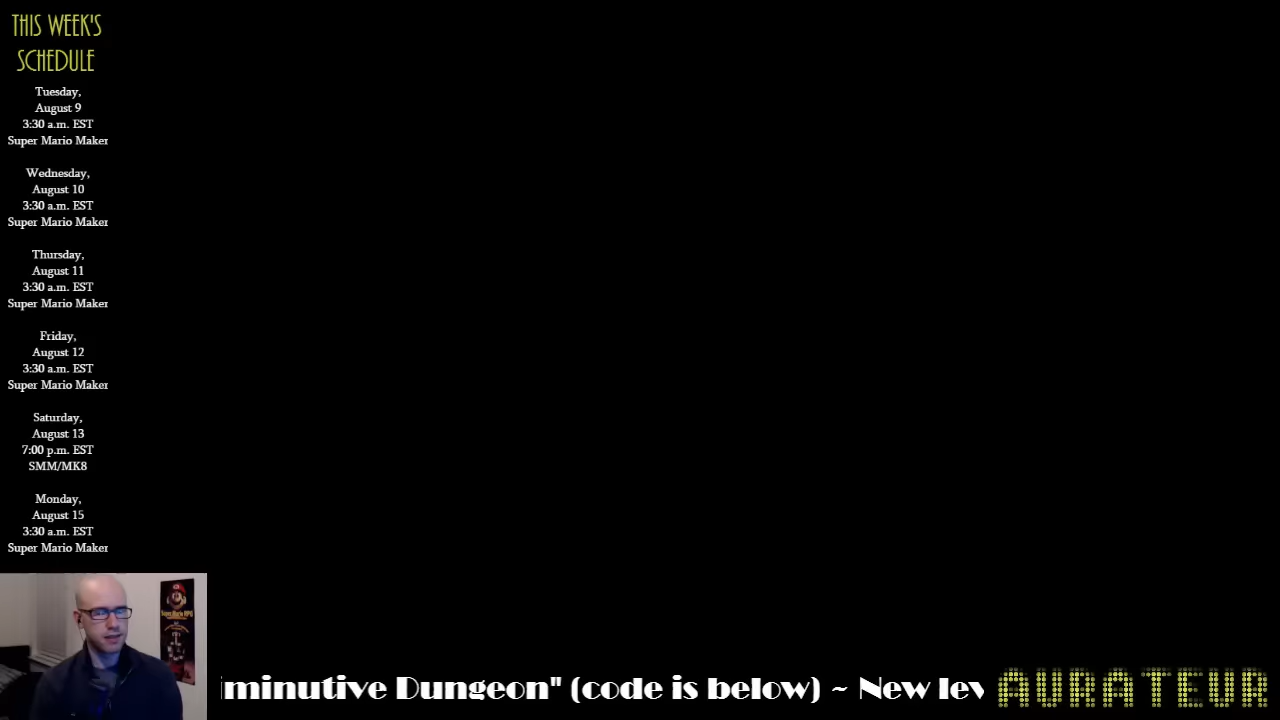 THIS WEEK'S
SCHEDULE
Tuesday,
August 9
3:30 a.m. EST
Super Mario Maker
Wednesday,
August 10
3:30 a.m. EST
Super Mario Maker
Thursday,
August 11
3:30 a.m. EST
Super Mario Maker
Friday,
August 12
3:30 a.m. EST
Super Mario Maker
Saturday,
August 13
7:00 p.m. EST
SMM/MK8
Monday,
August 15
3:30 a.m. EST
Super Mario Maker
Super Mario RPG
iminutive Dungeon" (code is below) ~ New lev
AURATEUR